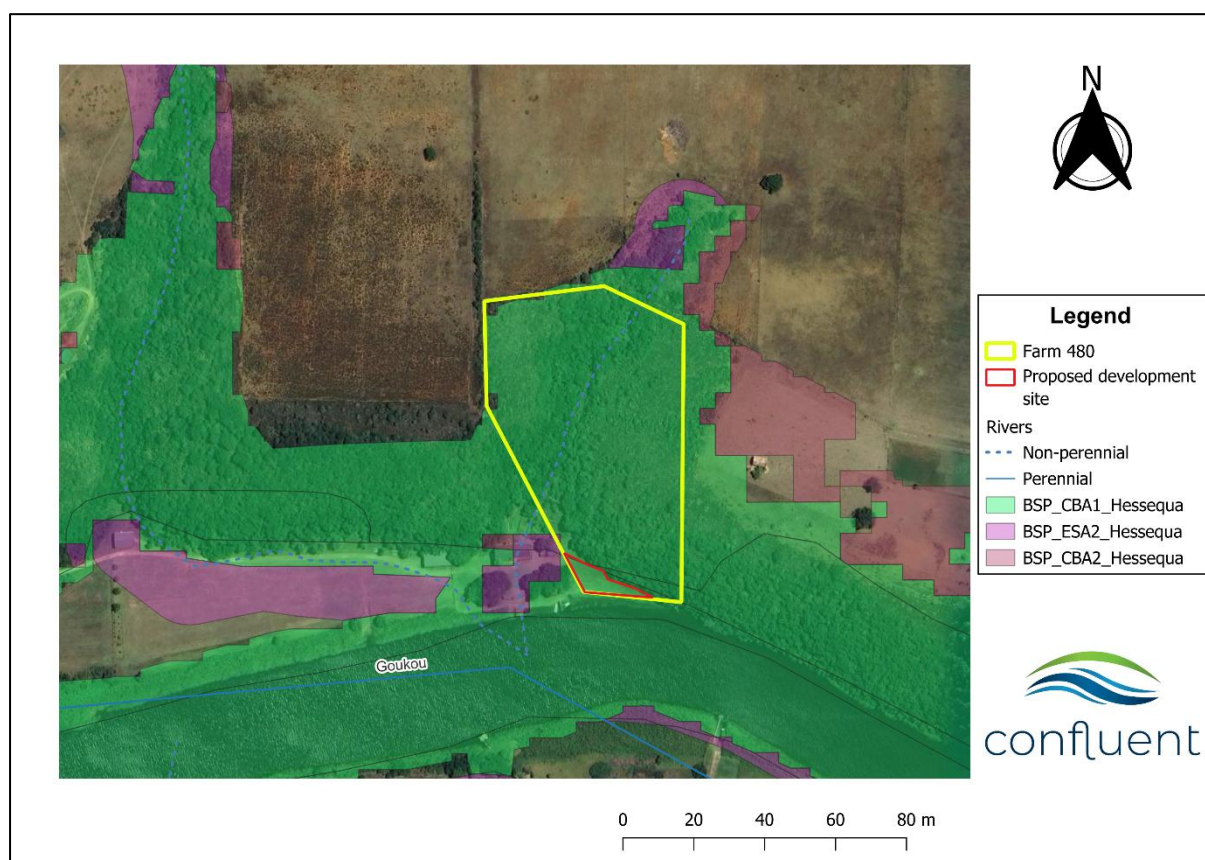 N
Legend
Farm 480
Proposed development
site
Rivers
Non-perennial
Perennial
BSP_CBA1_Hessequa
BSP_ESA2_Hessequa
BSP_CBA2_Hessequa
Goukou
confluent
0 20 40 60 80 m